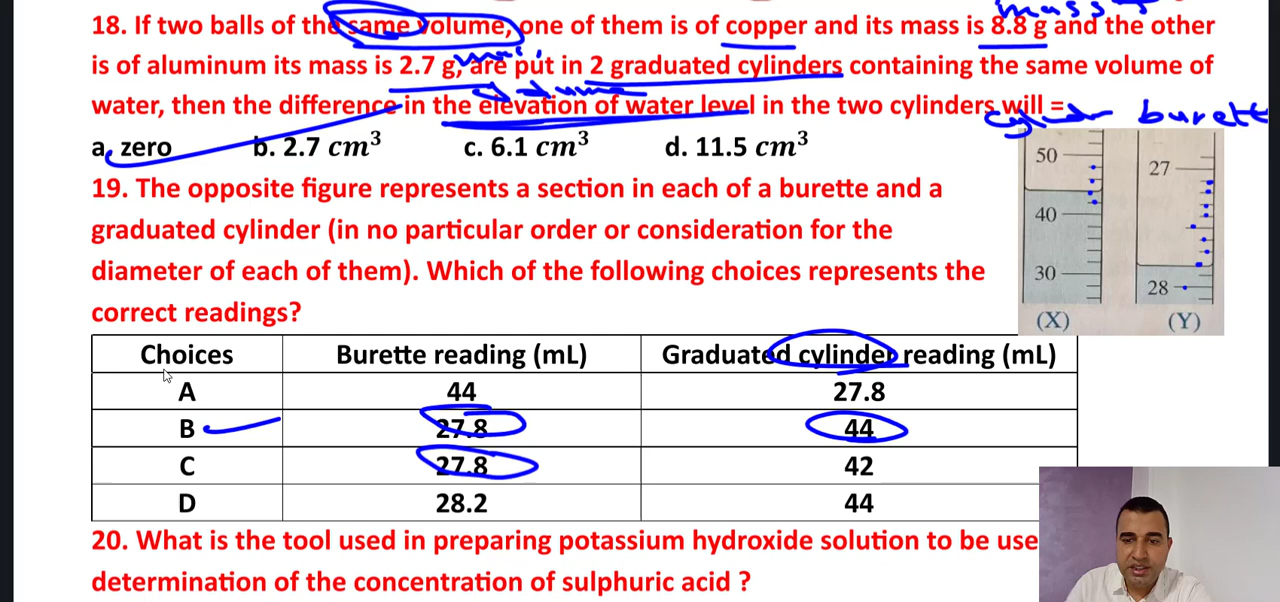 18. If two balls of the same volume, one of them is of copper and its mass is 8.8 g and the other
is of aluminum its mass is 2.7 g, are put in 2 graduated cylinders containing the same volume of
water, then the difference in the elevation of water level in the two cylinders will =
cylinder burette
a. zero b. 2.7 cm³ c. 6.1 cm³ d. 11.5 cm³
19. The opposite figure represents a section in each of a burette and a
graduated cylinder (in no particular order or consideration for the
diameter of each of them). Which of the following choices represents the
correct readings?
50 27
40
30 28
(X) (Y)
Choices Burette reading (mL) Graduated cylinder reading (mL)
A 44 27.8
B 27.8 44
C 27.8 42
D 28.2 44
20. What is the tool used in preparing potassium hydroxide solution to be use
determination of the concentration of sulphuric acid ?